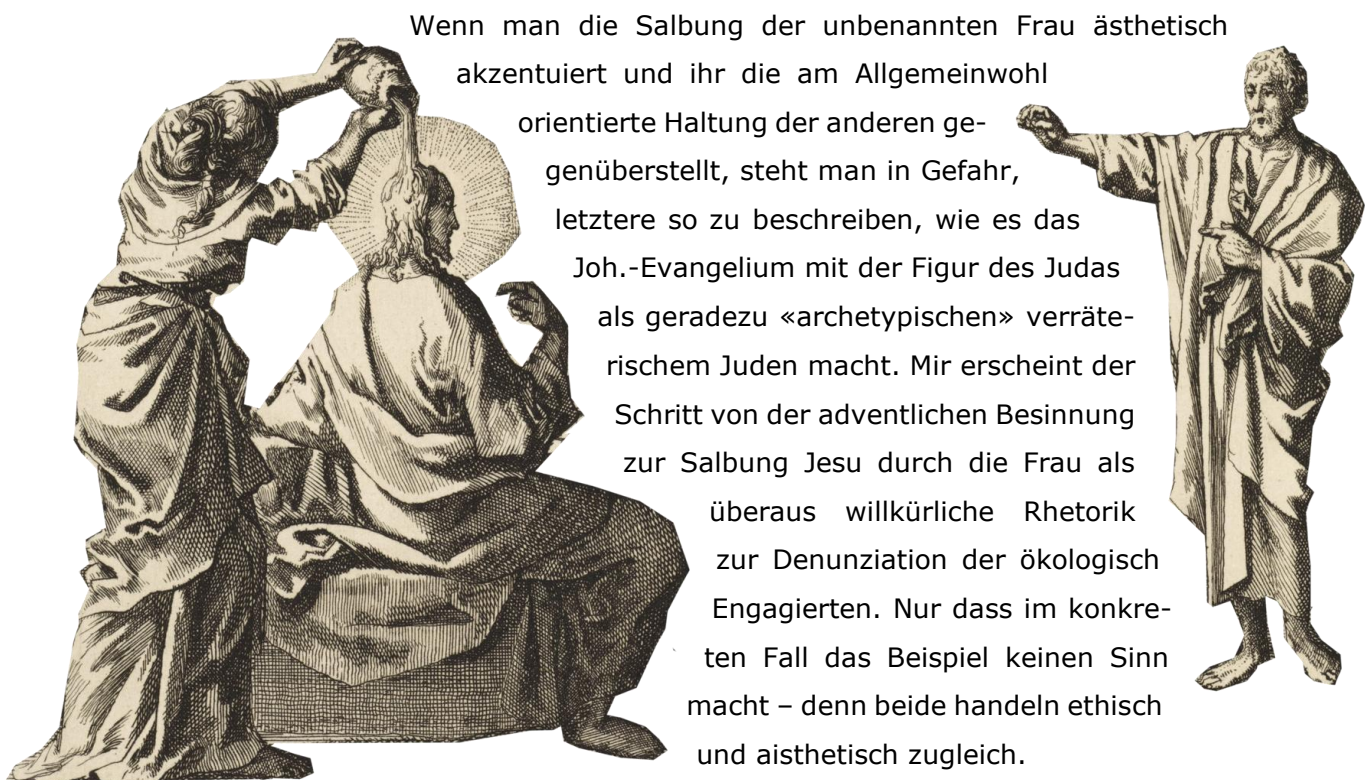 Wenn man die Salbung der unbenannten Frau ästhetisch
akzentuiert und ihr die am Allgemeinwohl
orientierte Haltung der anderen ge-
genüberstellt, steht man in Gefahr,
letztere so zu beschreiben, wie es das
Joh.-Evangelium mit der Figur des Judas
als geradezu «archetypischen» verräte-
rischem Juden macht. Mir erscheint der
Schritt von der adventlichen Besinnung
zur Salbung Jesu durch die Frau als
überaus willkürliche Rhetorik
zur Denunziation der ökologisch
Engagierten. Nur dass im konkre-
ten Fall das Beispiel keinen Sinn
macht – denn beide handeln ethisch
und aisthetisch zugleich.